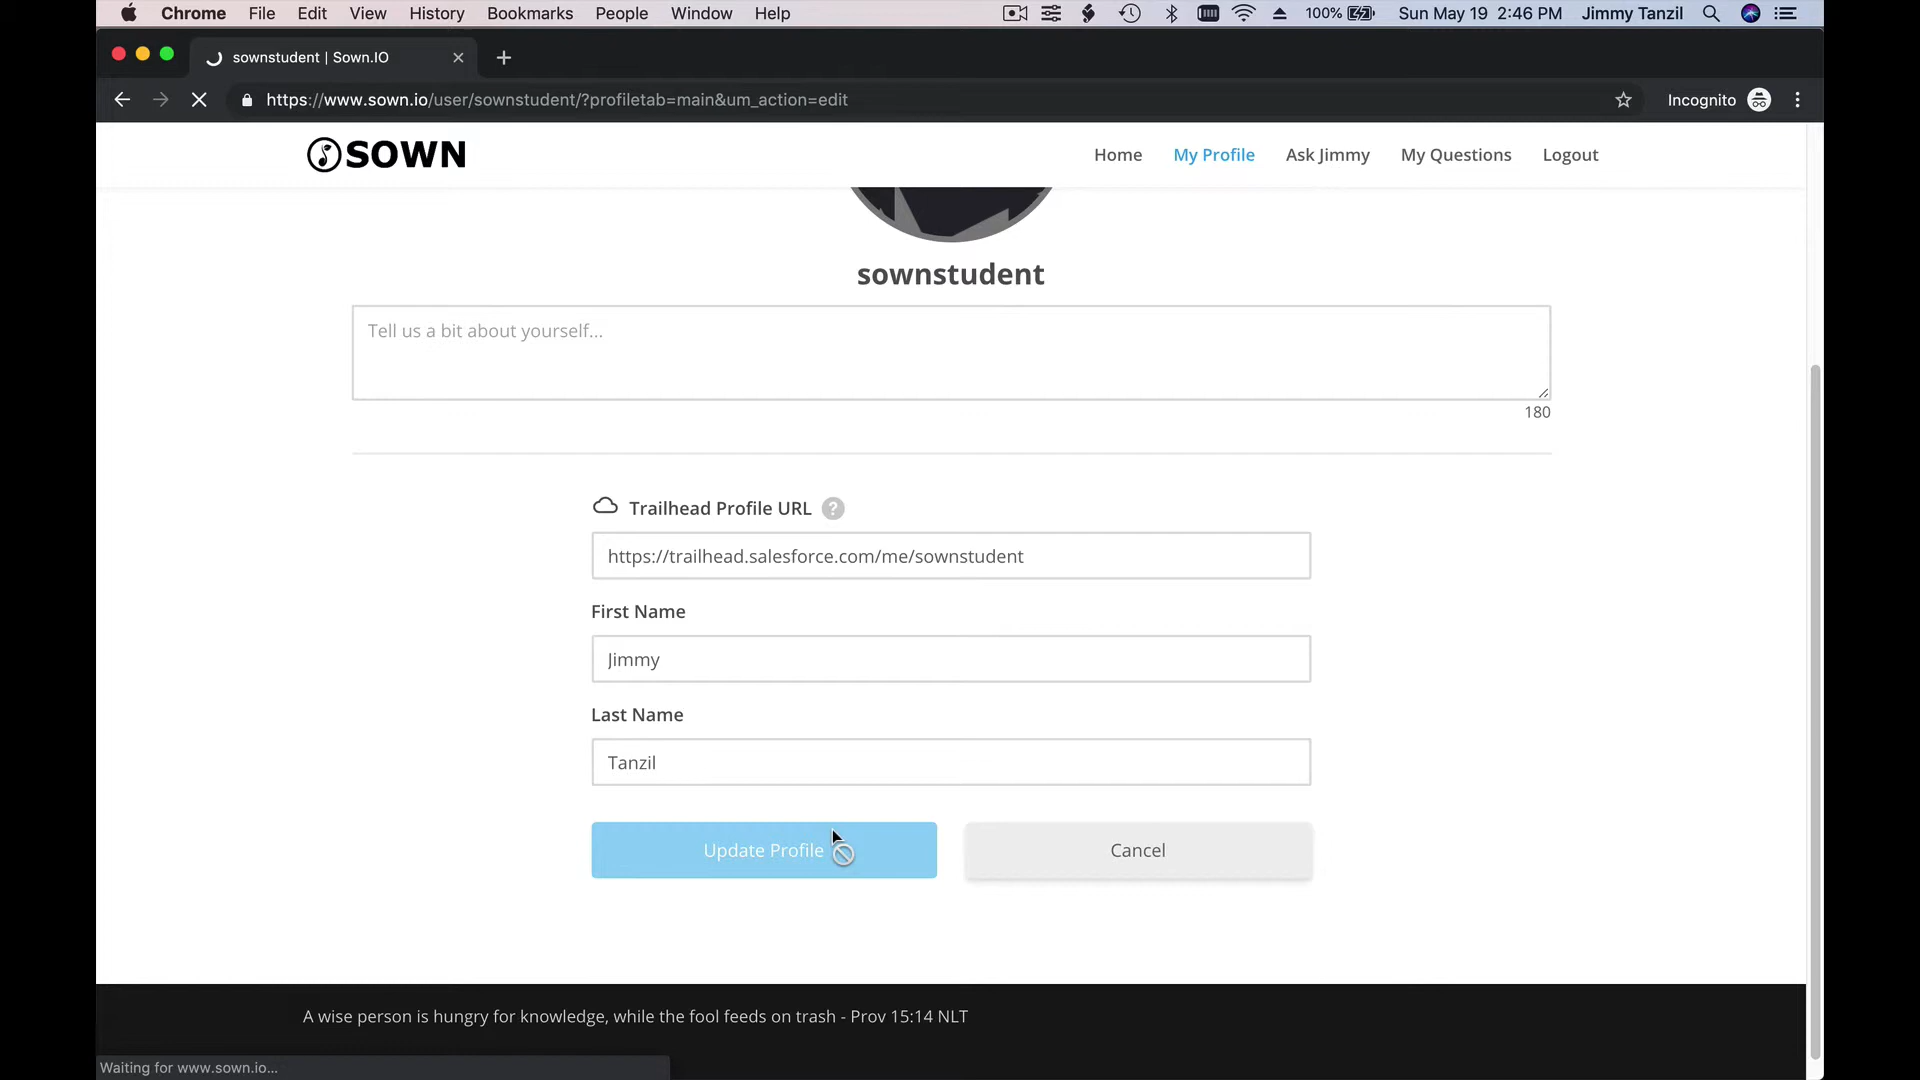 Chrome File Edit View History Bookmarks People Window Help 100% Sun May 19 2:46 PM Jimmy Tanzil
sownstudent | Sown.IO
https://www.sown.io/user/sownstudent/?profiletab=main&um_action=edit Incognito
SOWN Home My Profile Ask Jimmy My Questions Logout
sownstudent
Tell us a bit about yourself...
180
Trailhead Profile URL ?
https://trailhead.salesforce.com/me/sownstudent
First Name
Jimmy
Last Name
Tanzil
Update Profile Cancel
A wise person is hungry for knowledge, while the fool feeds on trash - Prov 15:14 NLT
Waiting for www.sown.io...